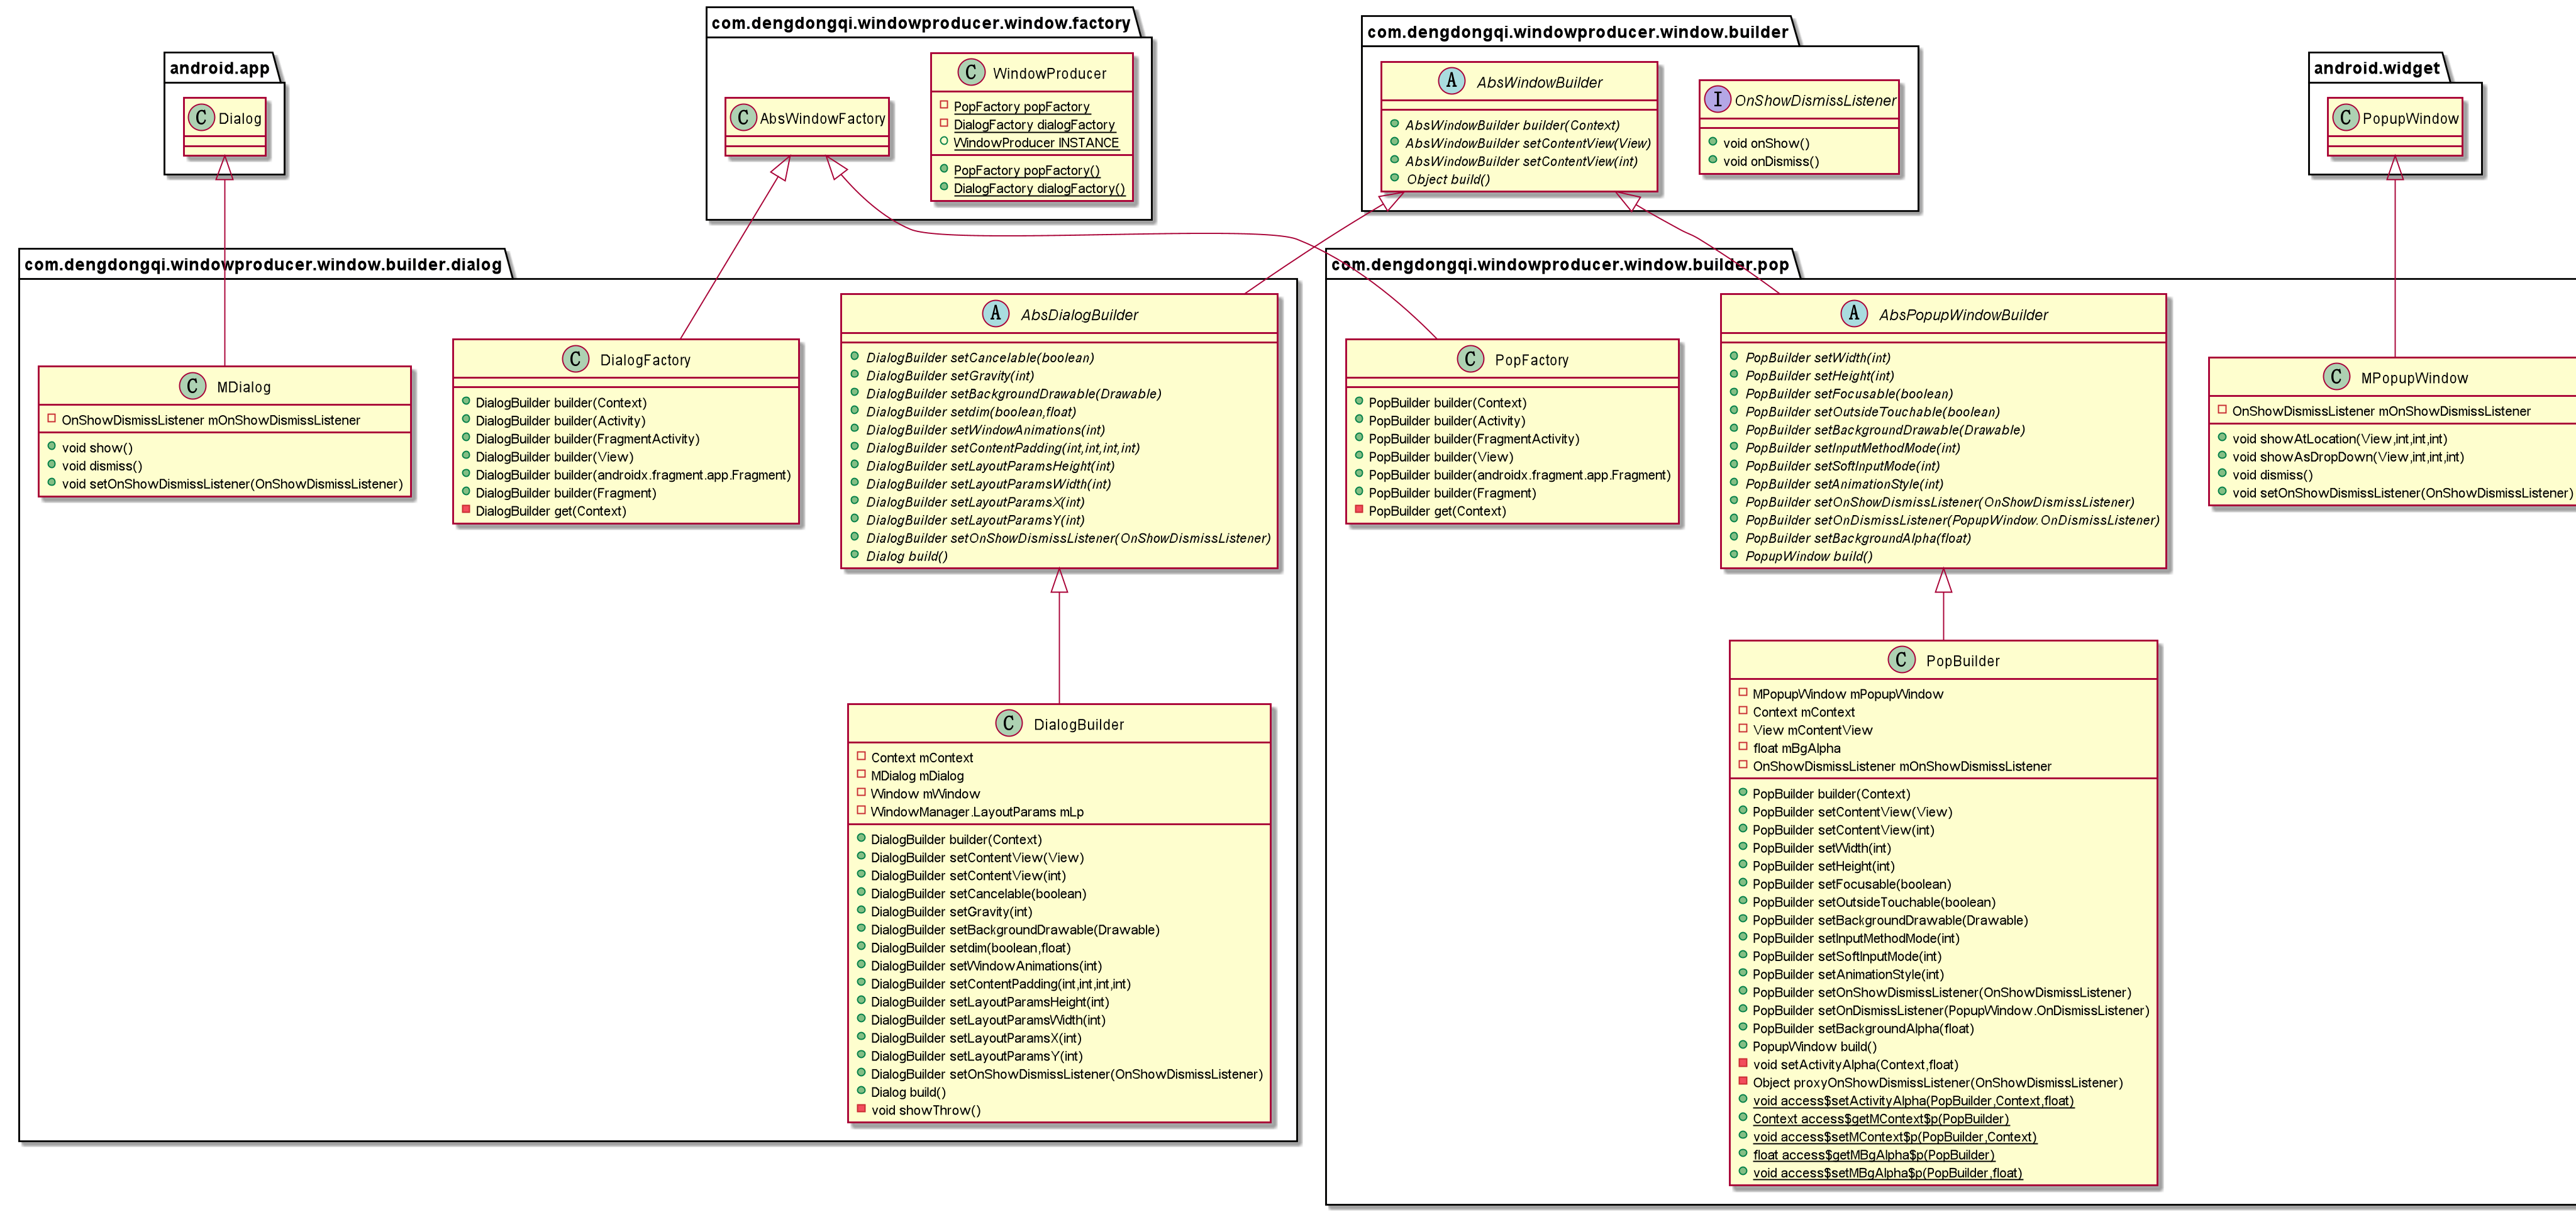 android.app
C Dialog
com.dengdongqi.windowproducer.window.factory
C AbsWindowFactory
C WindowProducer
PopFactory popFactory
DialogFactory dialogFactory
WindowProducer INSTANCE
PopFactory popFactory()
DialogFactory dialogFactory()
com.dengdongqi.windowproducer.window.builder
A AbsWindowBuilder
AbsWindowBuilder builder(Context)
AbsWindowBuilder setContentView(View)
AbsWindowBuilder setContentView(int)
Object build()
I OnShowDismissListener
void onShow()
void onDismiss()
android.widget
C PopupWindow
com.dengdongqi.windowproducer.window.builder.dialog
C MDialog
OnShowDismissListener mOnShowDismissListener
void show()
void dismiss()
void setOnShowDismissListener(OnShowDismissListener)
C DialogFactory
DialogBuilder builder(Context)
DialogBuilder builder(Activity)
DialogBuilder builder(FragmentActivity)
DialogBuilder builder(View)
DialogBuilder builder(androidx.fragment.app.Fragment)
DialogBuilder builder(Fragment)
DialogBuilder get(Context)
A AbsDialogBuilder
DialogBuilder setCancelable(boolean)
DialogBuilder setGravity(int)
DialogBuilder setBackgroundDrawable(Drawable)
DialogBuilder setdim(boolean,float)
DialogBuilder setWindowAnimations(int)
DialogBuilder setContentPadding(int,int,int,int)
DialogBuilder setLayoutParamsHeight(int)
DialogBuilder setLayoutParamsWidth(int)
DialogBuilder setLayoutParamsX(int)
DialogBuilder setLayoutParamsY(int)
DialogBuilder setOnShowDismissListener(OnShowDismissListener)
Dialog build()
C DialogBuilder
Context mContext
MDialog mDialog
Window mWindow
WindowManager.LayoutParams mLp
DialogBuilder builder(Context)
DialogBuilder setContentView(View)
DialogBuilder setContentView(int)
DialogBuilder setCancelable(boolean)
DialogBuilder setGravity(int)
DialogBuilder setBackgroundDrawable(Drawable)
DialogBuilder setdim(boolean,float)
DialogBuilder setWindowAnimations(int)
DialogBuilder setContentPadding(int,int,int,int)
DialogBuilder setLayoutParamsHeight(int)
DialogBuilder setLayoutParamsWidth(int)
DialogBuilder setLayoutParamsX(int)
DialogBuilder setLayoutParamsY(int)
DialogBuilder setOnShowDismissListener(OnShowDismissListener)
Dialog build()
void showThrow()
com.dengdongqi.windowproducer.window.builder.pop
C PopFactory
PopBuilder builder(Context)
PopBuilder builder(Activity)
PopBuilder builder(FragmentActivity)
PopBuilder builder(View)
PopBuilder builder(androidx.fragment.app.Fragment)
PopBuilder builder(Fragment)
PopBuilder get(Context)
A AbsPopupWindowBuilder
PopBuilder setWidth(int)
PopBuilder setHeight(int)
PopBuilder setFocusable(boolean)
PopBuilder setOutsideTouchable(boolean)
PopBuilder setBackgroundDrawable(Drawable)
PopBuilder setInputMethodMode(int)
PopBuilder setSoftInputMode(int)
PopBuilder setAnimationStyle(int)
PopBuilder setOnShowDismissListener(OnShowDismissListener)
PopBuilder setOnDismissListener(PopupWindow.OnDismissListener)
PopBuilder setBackgroundAlpha(float)
PopupWindow build()
C MPopupWindow
OnShowDismissListener mOnShowDismissListener
void showAtLocation(View,int,int,int)
void showAsDropDown(View,int,int,int)
void dismiss()
void setOnShowDismissListener(OnShowDismissListener)
C PopBuilder
MPopupWindow mPopupWindow
Context mContext
View mContentView
float mBgAlpha
OnShowDismissListener mOnShowDismissListener
PopBuilder builder(Context)
PopBuilder setContentView(View)
PopBuilder setContentView(int)
PopBuilder setWidth(int)
PopBuilder setHeight(int)
PopBuilder setFocusable(boolean)
PopBuilder setOutsideTouchable(boolean)
PopBuilder setBackgroundDrawable(Drawable)
PopBuilder setInputMethodMode(int)
PopBuilder setSoftInputMode(int)
PopBuilder setAnimationStyle(int)
PopBuilder setOnShowDismissListener(OnShowDismissListener)
PopBuilder setOnDismissListener(PopupWindow.OnDismissListener)
PopBuilder setBackgroundAlpha(float)
PopupWindow build()
void setActivityAlpha(Context,float)
Object proxyOnShowDismissListener(OnShowDismissListener)
void access$setActivityAlpha(PopBuilder,Context,float)
Context access$getMContext$p(PopBuilder)
void access$setMContext$p(PopBuilder,Context)
float access$getMBgAlpha$p(PopBuilder)
void access$setMBgAlpha$p(PopBuilder,float)